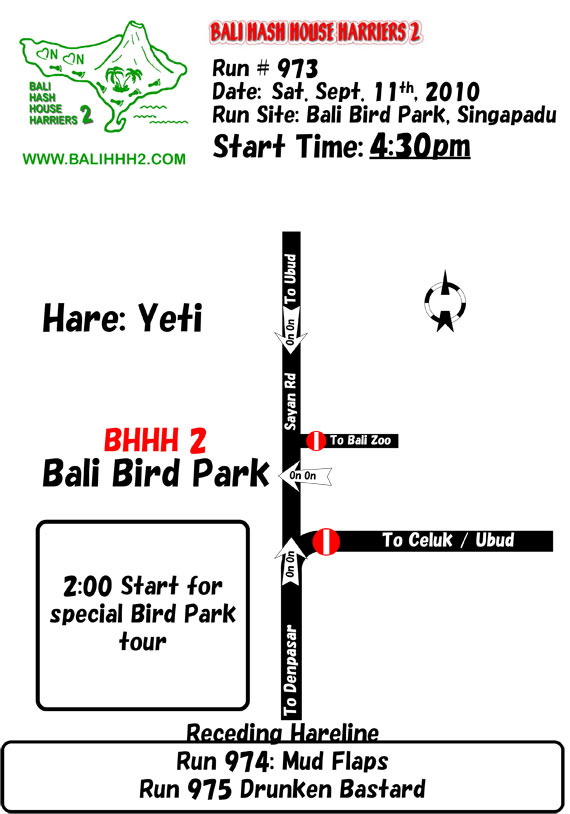 BALI HASH HOUSE HARRIERS 2
ON ON
BALI
HASH
HOUSE
HARRIERS 2
WWW.BALIHHH2.COM
Run # 973
Date: Sat, Sept. 11th, 2010
Run Site: Bali Bird Park, Singapadu
Start Time: 4:30pm
To Ubud
On On
Hare: Yeti
Sayan Rd
BHHH 2
To Bali Zoo
Bali Bird Park
On On
To Celuk / Ubud
On On
2:00 Start for
special Bird Park
tour
To Denpasar
Receding Hareline
Run 974: Mud Flaps
Run 975 Drunken Bastard